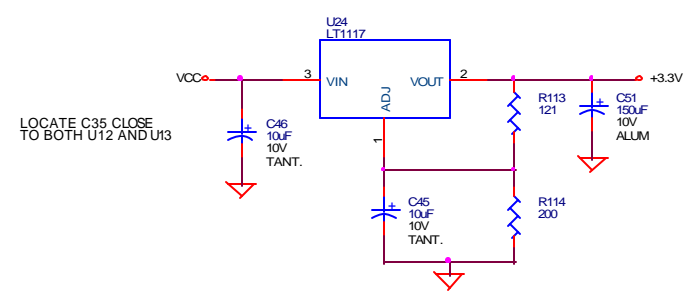 U24
LT1117
VCC
3
VIN
VOUT
2
+3.3V
ADJ
1
LOCATE C35 CLOSE
TO BOTH U12 AND U13
C46
10uF
10V
TANT.
R113
121
C51
150uF
10V
ALUM
C45
10uF
10V
TANT.
R114
200